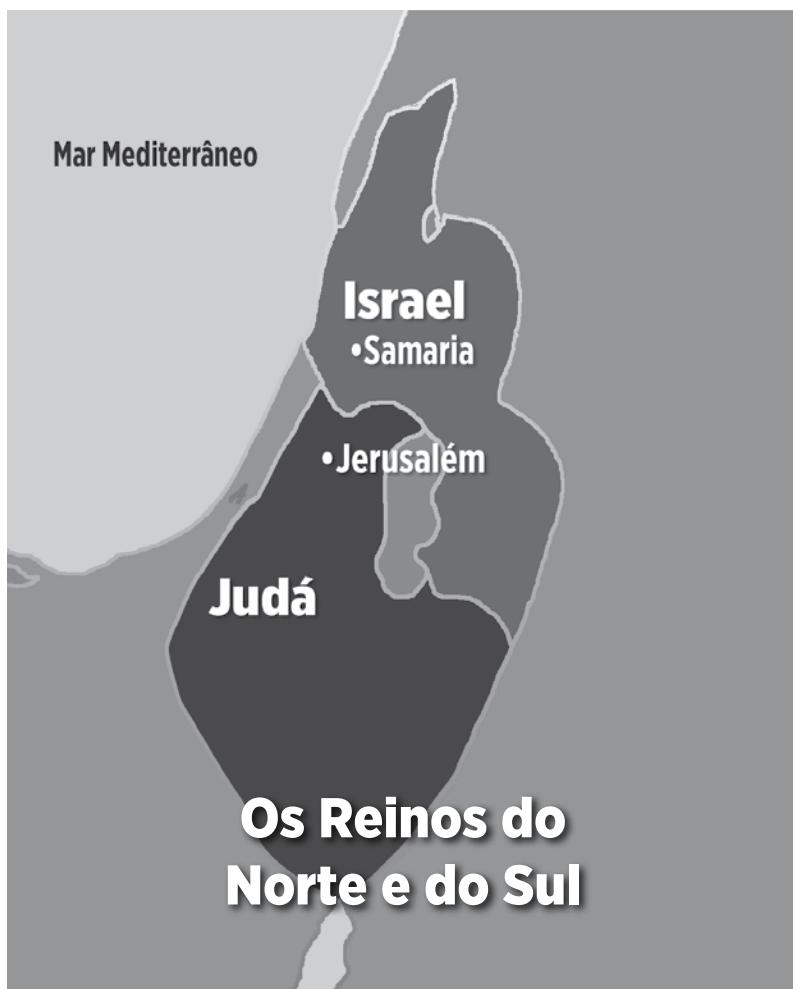 Mar Mediterrâneo
Israel
•Samaria
•Jerusalém
Judá
Os Reinos do
Norte e do Sul